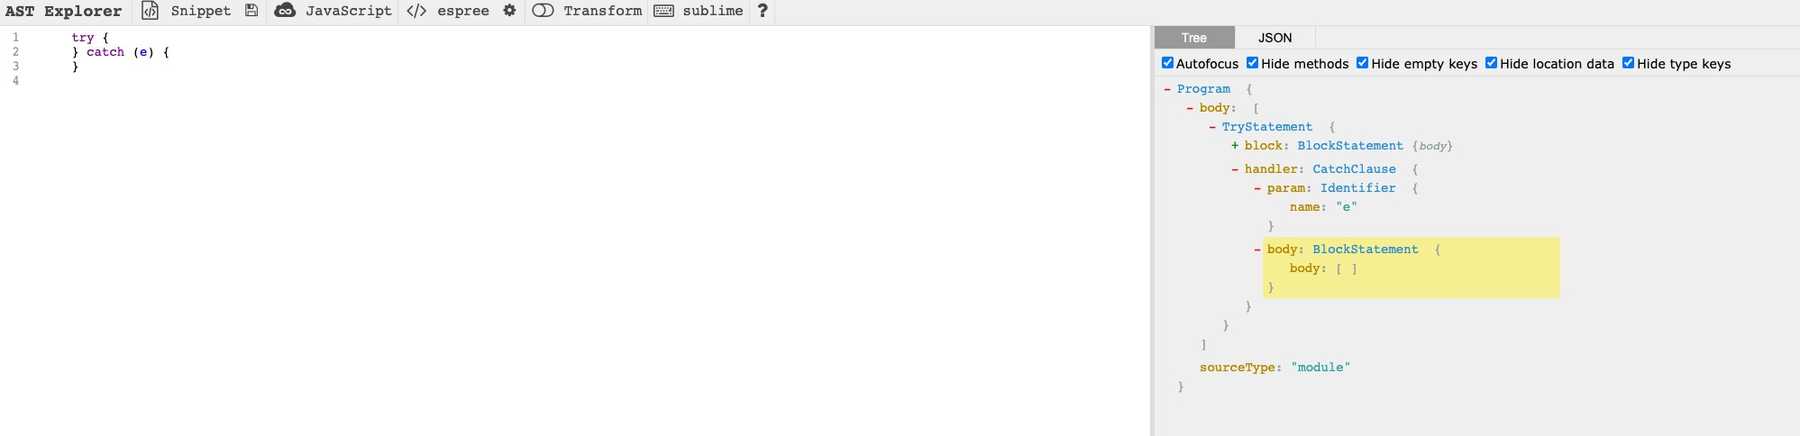 AST Explorer Snippet JavaScript </> espree Transform sublime ?
1 try {
2 } catch (e) {
3 }
4
Tree JSON
Autofocus Hide methods Hide empty keys Hide location data Hide type keys
- Program {
- body: [
- TryStatement {
+ block: BlockStatement {body}
- handler: CatchClause {
- param: Identifier {
name: "e"
}
- body: BlockStatement {
body: [ ]
}
}
}
]
sourceType: "module"
}